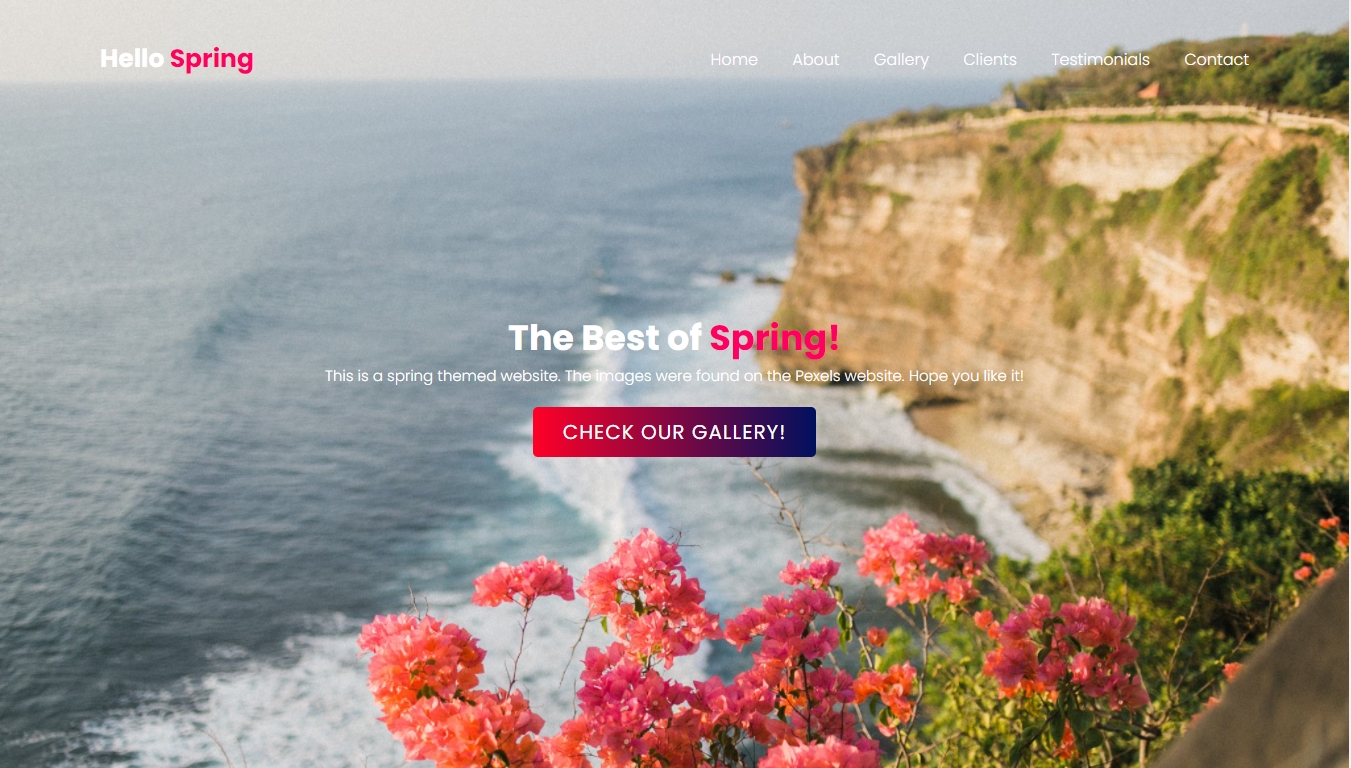 Hello Spring
Home About Gallery Clients Testimonials Contact
The Best of Spring!
This is a spring themed website. The images were found on the Pexels website. Hope you like it!
CHECK OUR GALLERY!